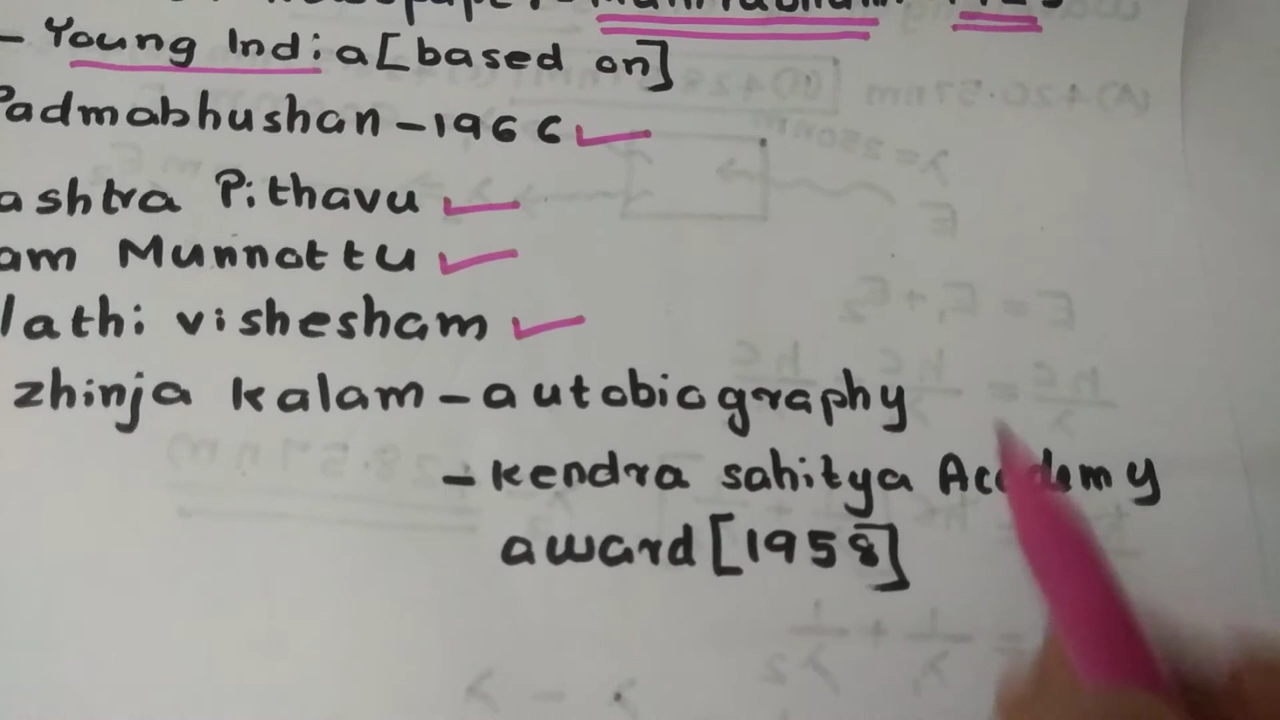 - Young India [based on]
Padmabhushan - 1966
ashtra Pithavu
am Munnottu
lathi vishesham
zhinja kalam - autobiography
- kendra sahitya Academy
award [1958]